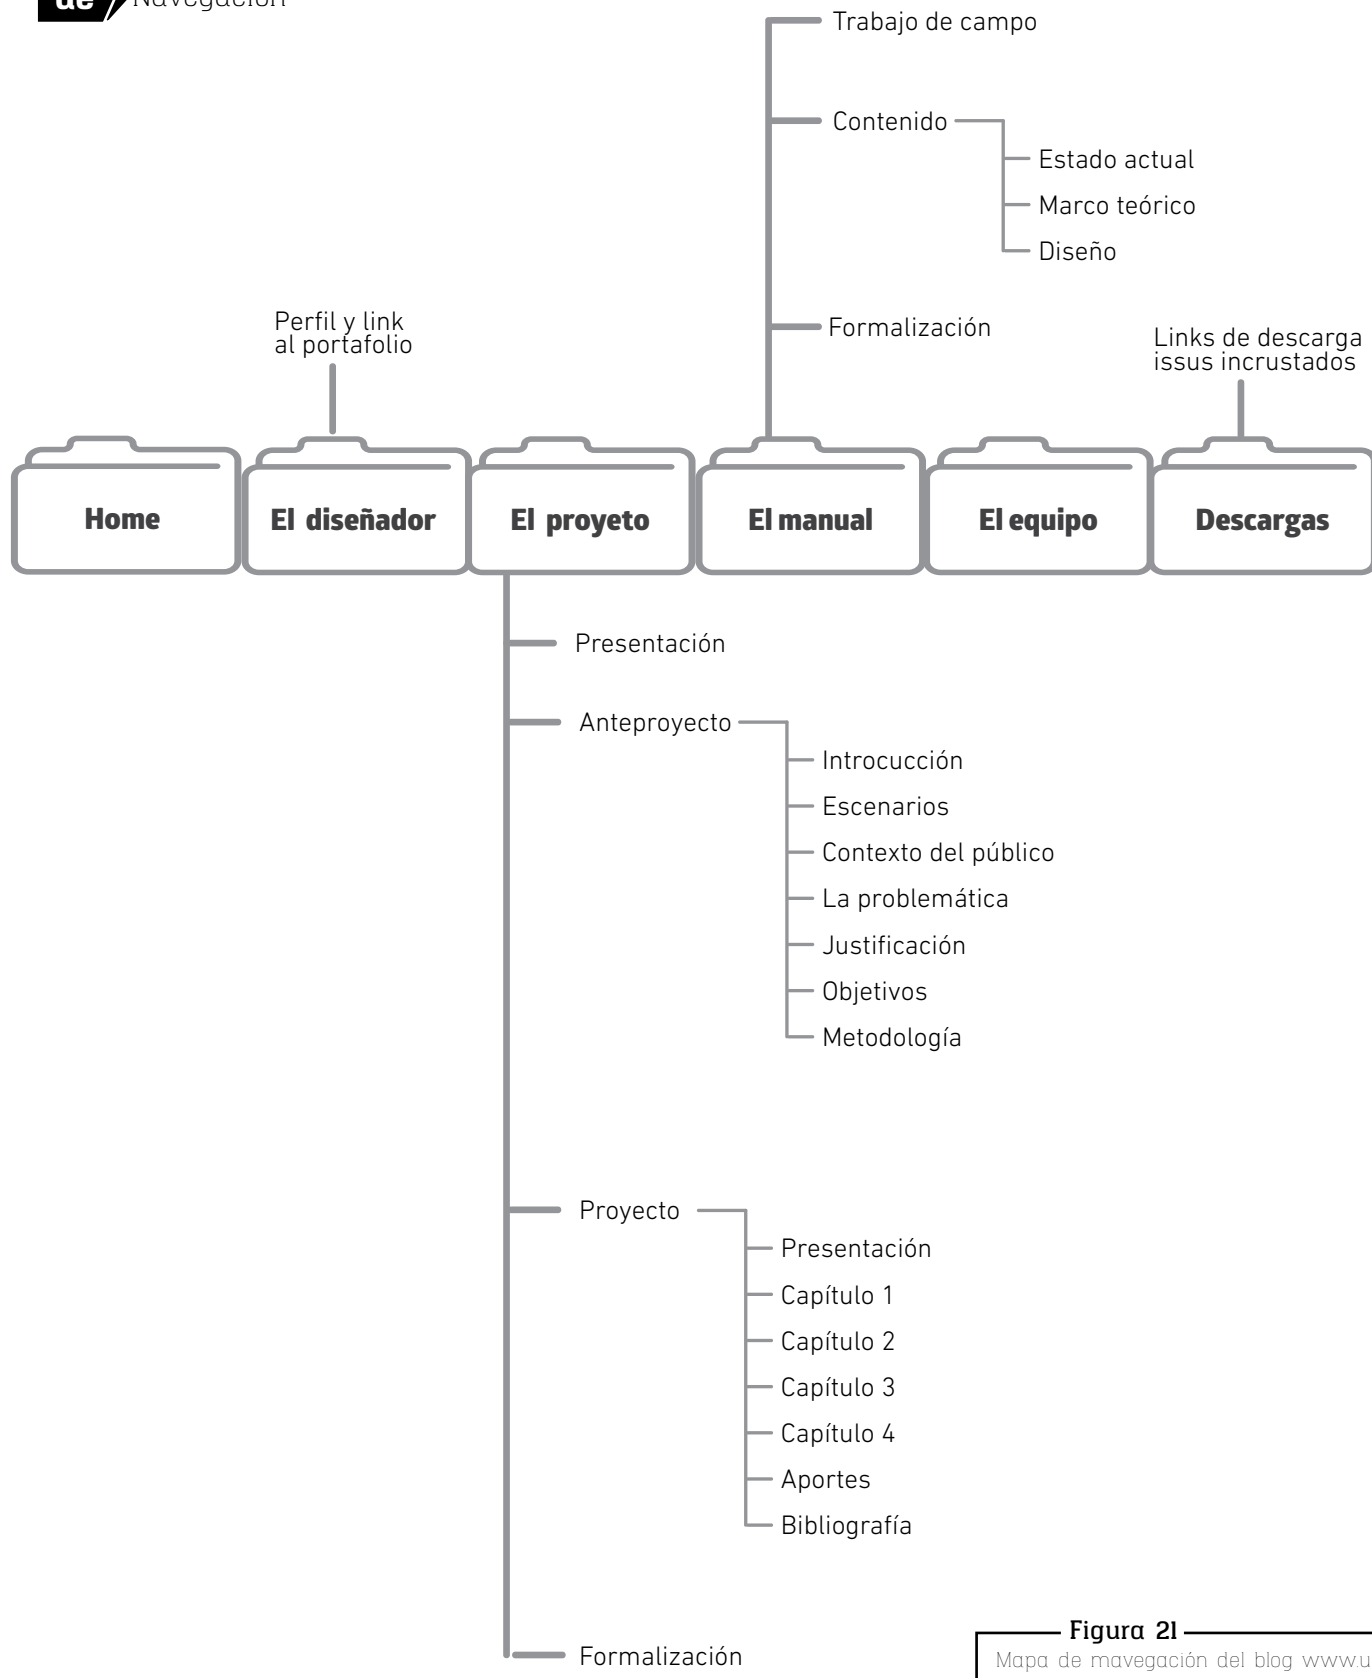 de
Navegación
Trabajo de campo
Contenido
Estado actual
Marco teórico
Diseño
Formalización
Perfil y link
al portafolio
Links de descarga
issus incrustados
Home
El diseñador
El proyeto
El manual
El equipo
Descargas
Presentación
Anteproyecto
Introcucción
Escenarios
Contexto del público
La problemática
Justificación
Objetivos
Metodología
Proyecto
Presentación
Capítulo 1
Capítulo 2
Capítulo 3
Capítulo 4
Aportes
Bibliografía
Formalización
Figura 21
Mapa de mavegación del blog www.u